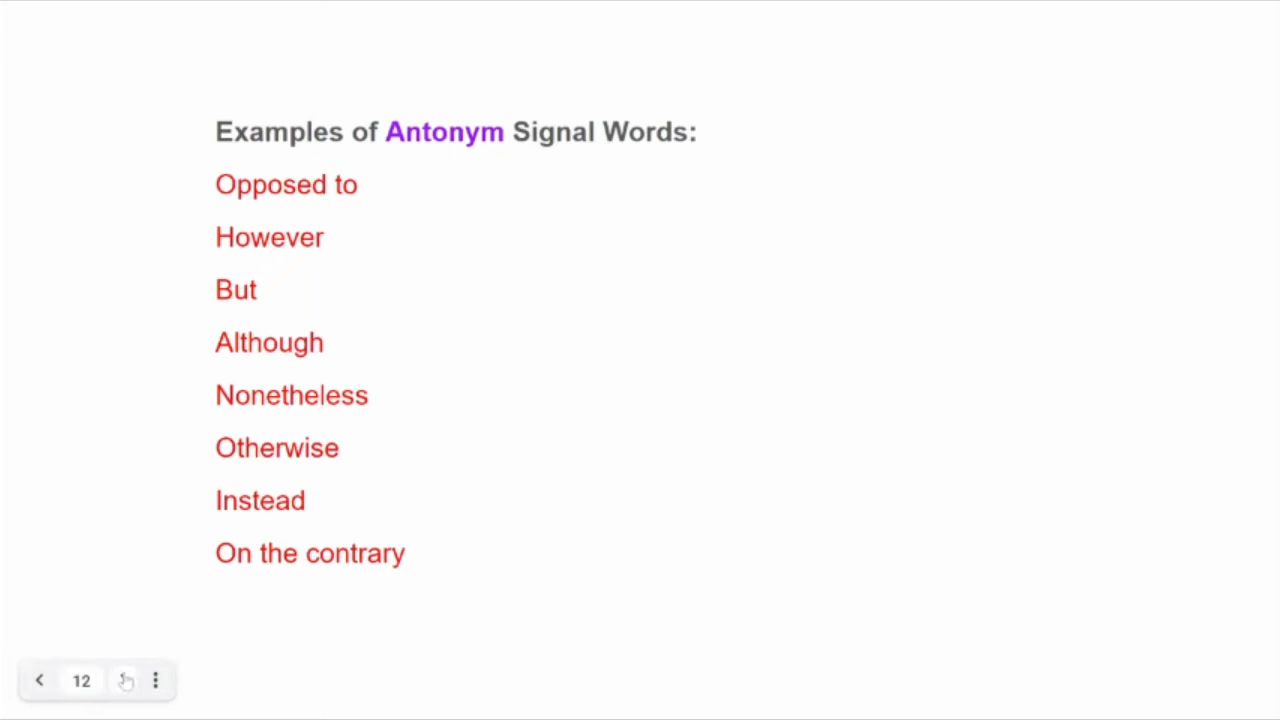 Examples of Antonym Signal Words:
Opposed to
However
But
Although
Nonetheless
Otherwise
Instead
On the contrary
12